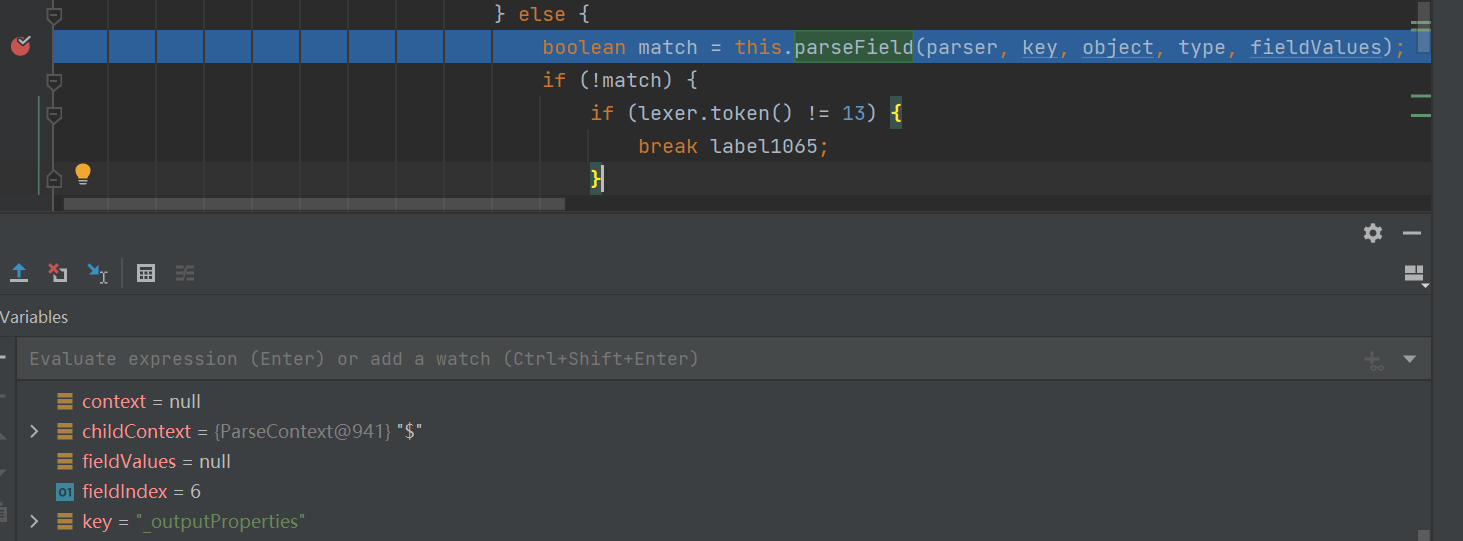 } else {
boolean match = this.parseField(parser, key, object, type, fieldValues);
if (!match) {
if (lexer.token() != 13) {
break label1065;
}
Variables
Evaluate expression (Enter) or add a watch (Ctrl+Shift+Enter)
context = null
childContext = {ParseContext@941} "$"
fieldValues = null
01 fieldIndex = 6
key = "_outputProperties"